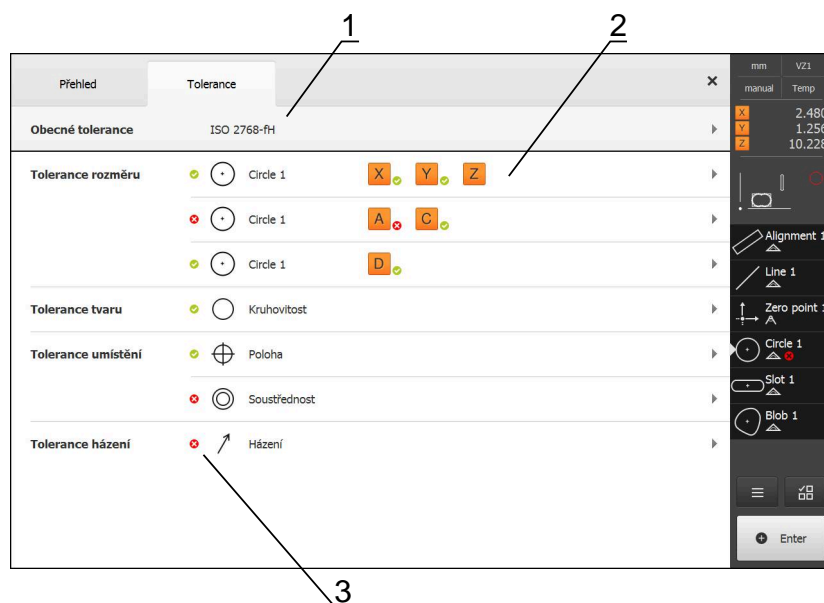 1
2
Přehled
Tolerance
×
Obecné tolerance
ISO 2768-fH
Tolerance rozměru
Circle 1
X
Y
Z
Circle 1
A
C
Circle 1
D
Tolerance tvaru
Kruhovitost
Tolerance umístění
Poloha
Soustřednost
Tolerance házení
Házení
3
mm
VZ1
manual
Temp
X
2.480
Y
1.256
Z
10.228
Alignment 1
Line 1
Zero point 1
Circle 1
Slot 1
Blob 1
Enter